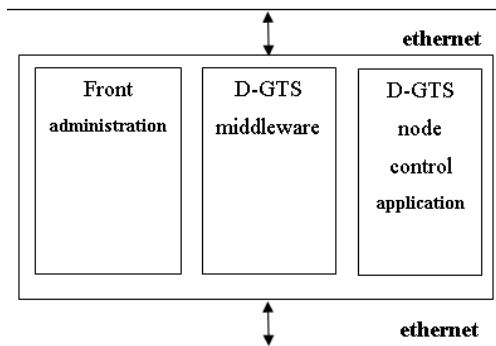 ethernet
Front
administration
D-GTS
middleware
D-GTS
node
control
application
ethernet